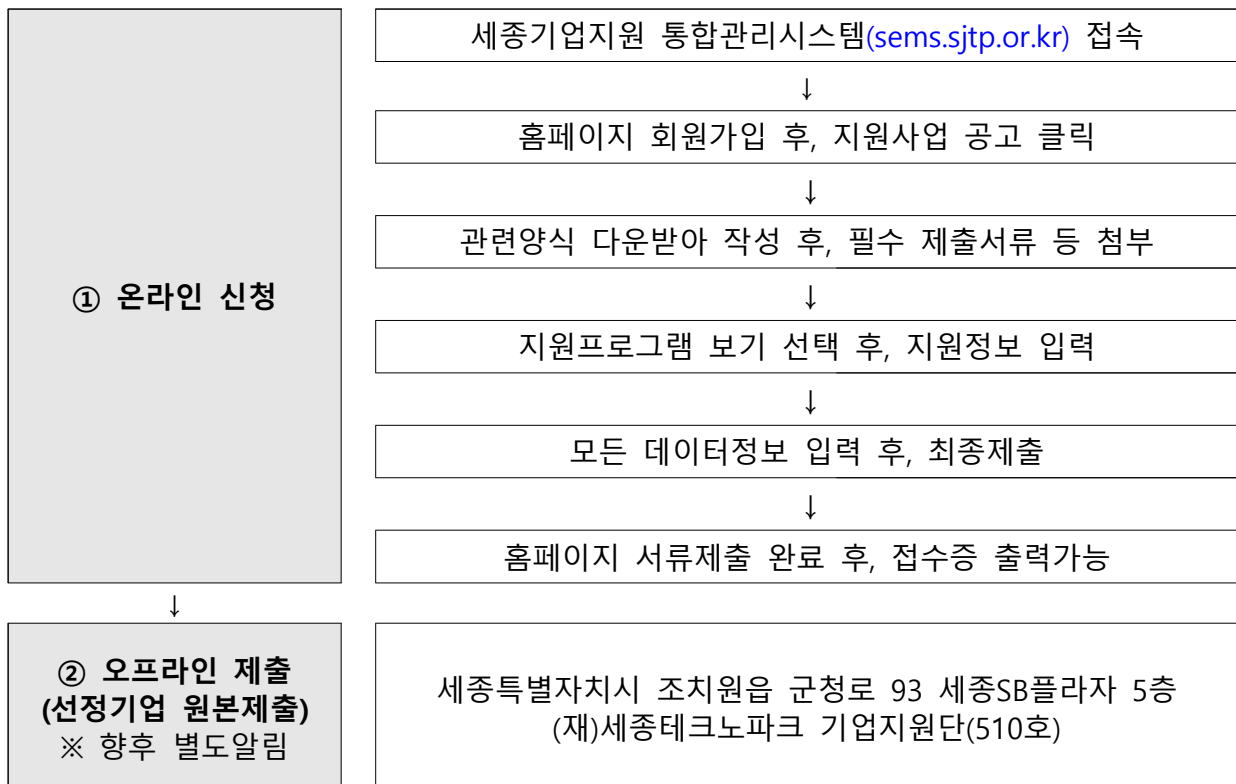 ① 온라인 신청
세종기업지원 통합관리시스템(sems.sjtp.or.kr) 접속
↓
홈페이지 회원가입 후, 지원사업 공고 클릭
↓
관련양식 다운받아 작성 후, 필수 제출서류 등 첨부
↓
지원프로그램 보기 선택 후, 지원정보 입력
↓
모든 데이터정보 입력 후, 최종제출
↓
홈페이지 서류제출 완료 후, 접수증 출력가능
↓
② 오프라인 제출
(선정기업 원본제출)
※ 향후 별도알림
세종특별자치시 조치원읍 군청로 93 세종SB플라자 5층
(재)세종테크노파크 기업지원단(510호)